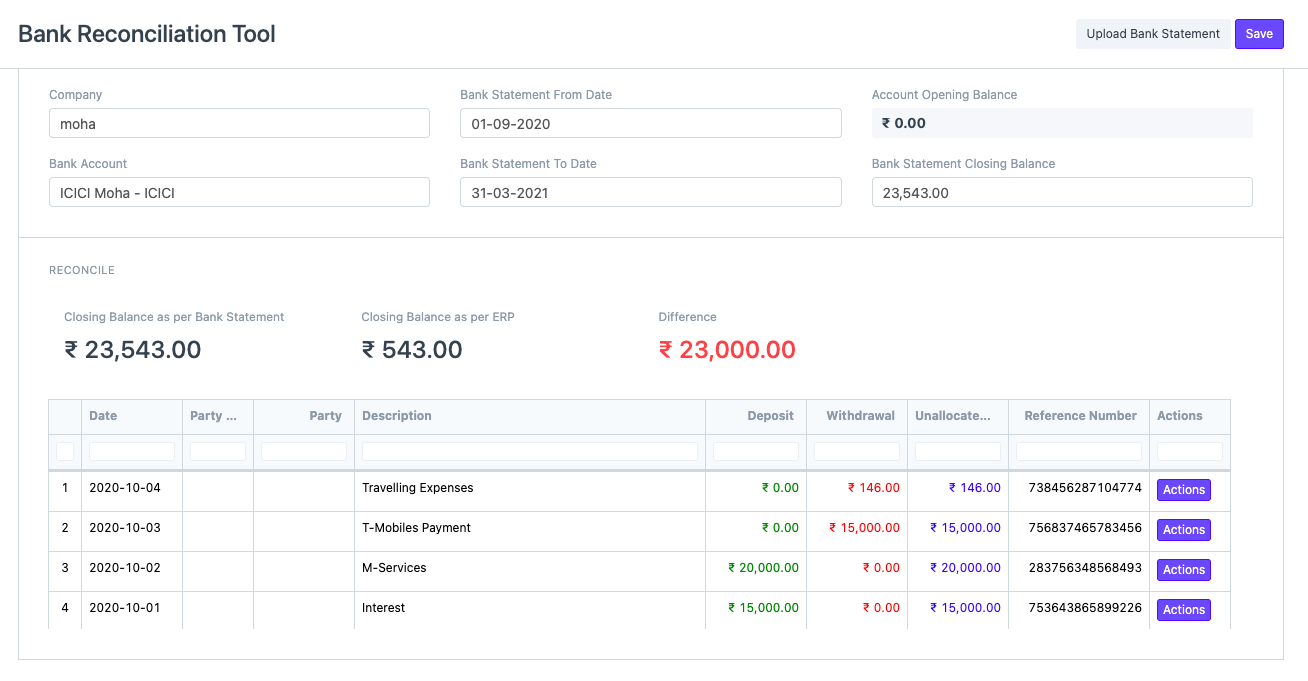 Bank Reconciliation Tool
Upload Bank Statement Save
Company Bank Statement From Date Account Opening Balance
moha 01-09-2020 ₹ 0.00
Bank Account Bank Statement To Date Bank Statement Closing Balance
ICICI Moha - ICICI 31-03-2021 23,543.00
RECONCILE
Closing Balance as per Bank Statement Closing Balance as per ERP Difference
₹ 23,543.00 ₹ 543.00 ₹ 23,000.00
Date Party ... Party Description Deposit Withdrawal Unallocate... Reference Number Actions
1 2020-10-04 Travelling Expenses ₹ 0.00 ₹ 146.00 ₹ 146.00 738456287104774 Actions
2 2020-10-03 T-Mobiles Payment ₹ 0.00 ₹ 15,000.00 ₹ 15,000.00 756837465783456 Actions
3 2020-10-02 M-Services ₹ 20,000.00 ₹ 0.00 ₹ 20,000.00 283756348568493 Actions
4 2020-10-01 Interest ₹ 15,000.00 ₹ 0.00 ₹ 15,000.00 753643865899226 Actions